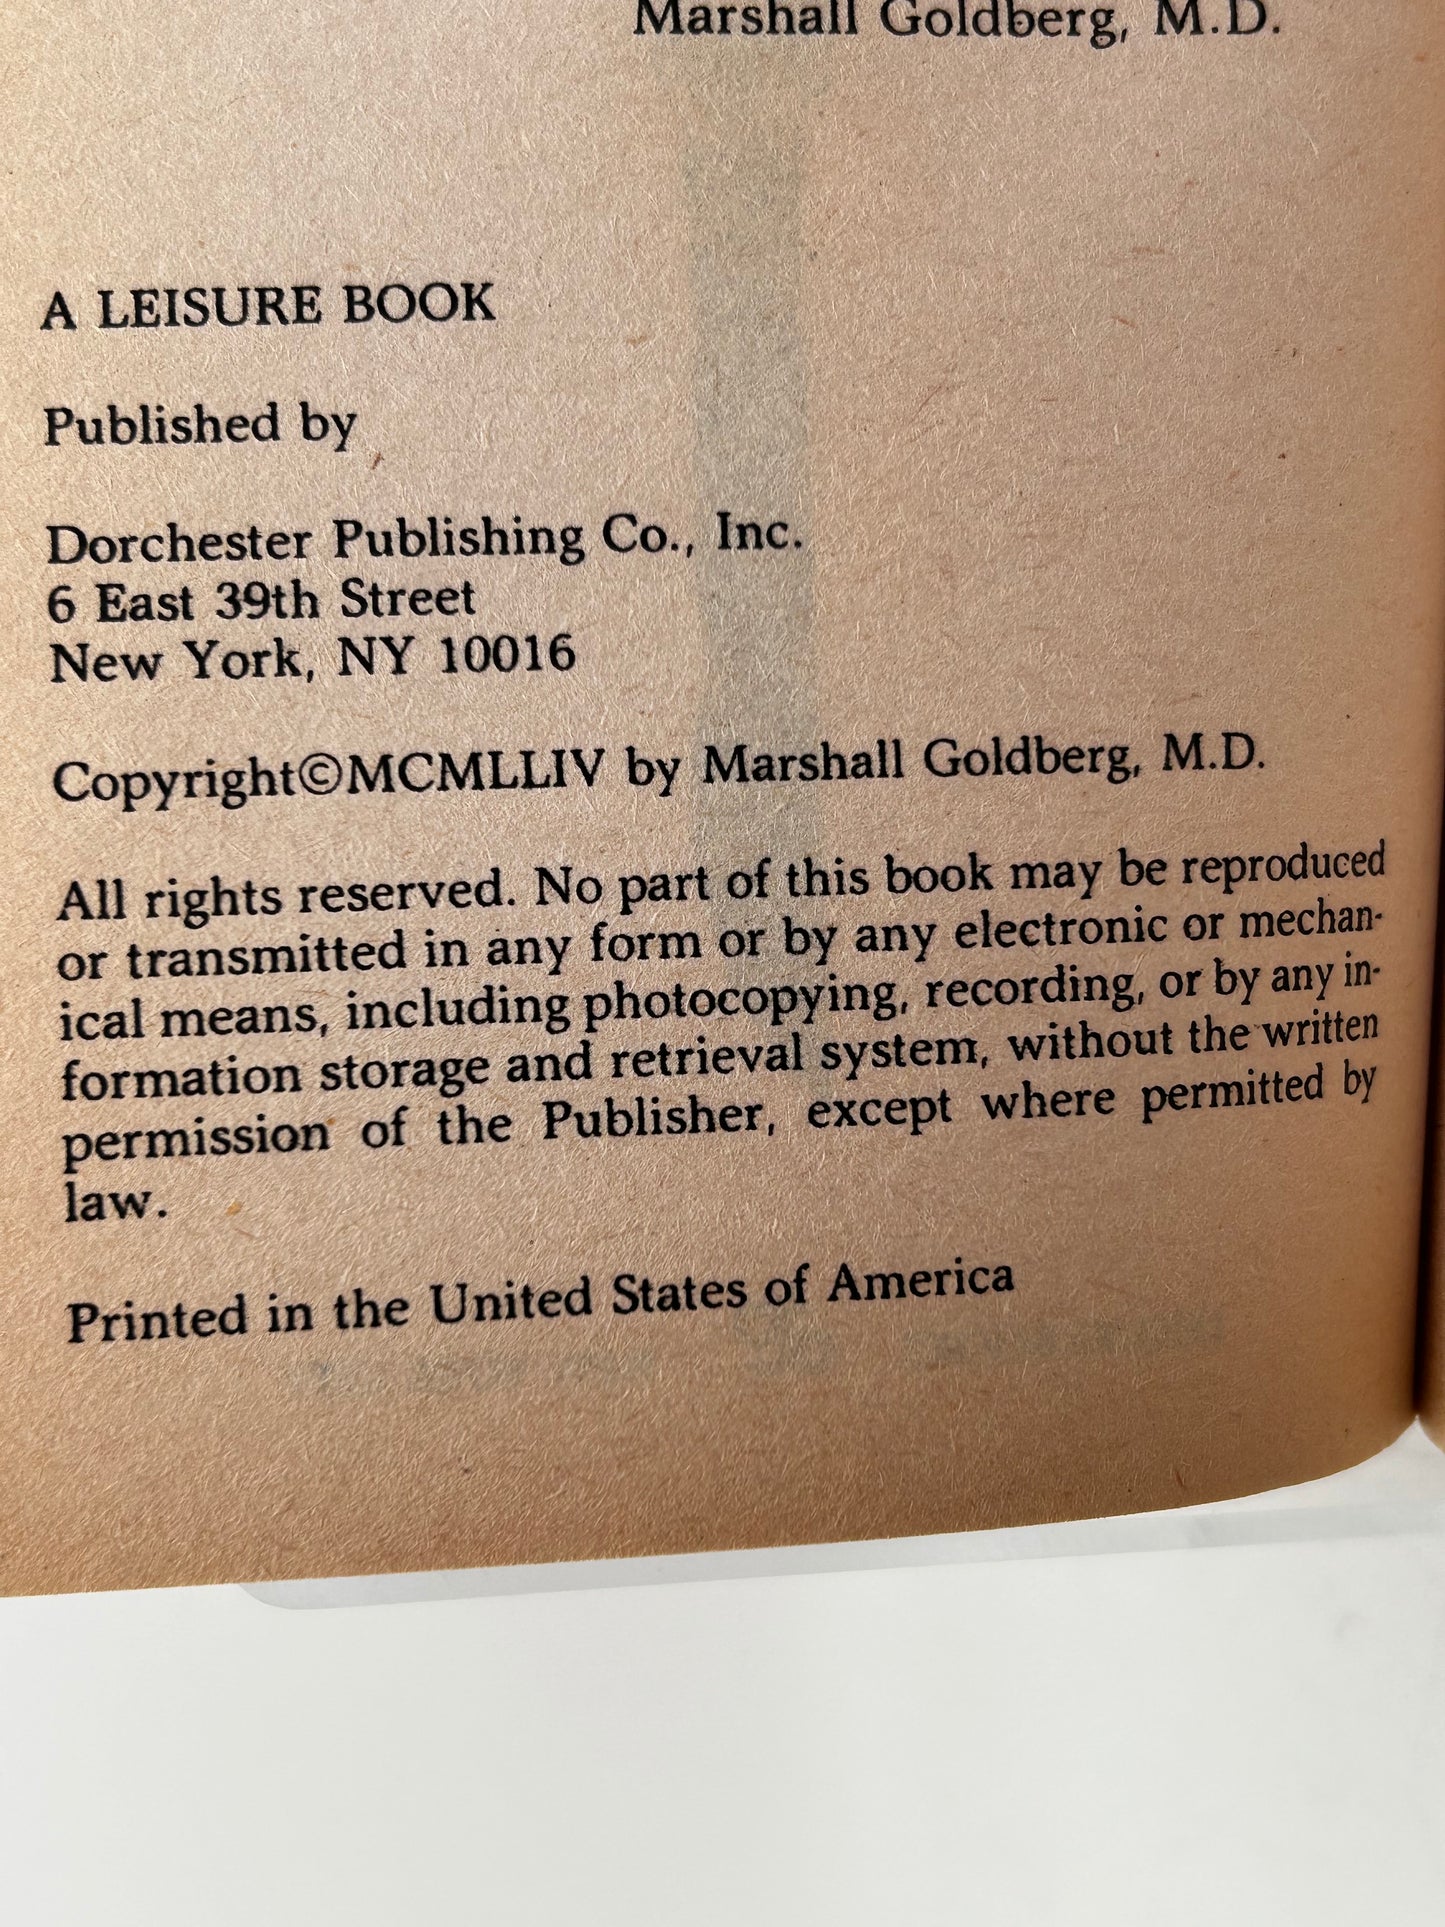 Marshall Goldberg, M.D.
A LEISURE BOOK
Published by
Dorchester Publishing Co., Inc.
6 East 39th Street
New York, NY 10016
Copyright©MCMLLIV by Marshall Goldberg, M.D.
All rights reserved. No part of this book may be reproduced
or transmitted in any form or by any electronic or mechan-
ical means, including photocopying, recording, or by any in-
formation storage and retrieval system, without the written
permission of the Publisher, except where permitted by
law.
Printed in the United States of America